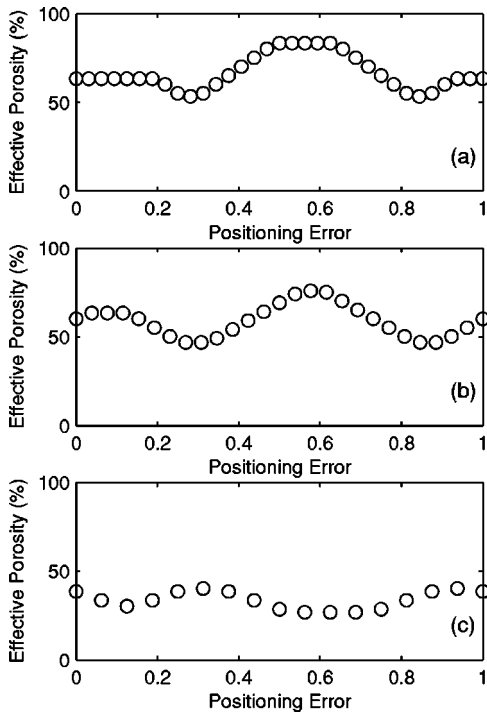 100
50
0
Effective Porosity (%)
(a)
0 0.2 0.4 0.6 0.8 1
Positioning Error
100
50
0
Effective Porosity (%)
(b)
0 0.2 0.4 0.6 0.8 1
Positioning Error
100
50
0
Effective Porosity (%)
(c)
0 0.2 0.4 0.6 0.8 1
Positioning Error